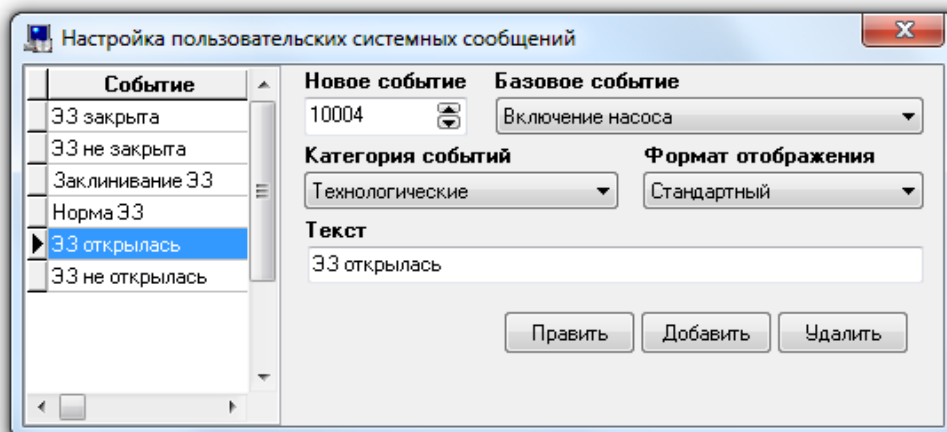 Настройка пользовательских системных сообщений
Событие
ЭЗ закрыта
ЭЗ не закрыта
Заклинивание ЭЗ
Норма ЭЗ
ЭЗ открылась
ЭЗ не открылась
Новое событие Базовое событие
10004 Включение насоса
Категория событий Формат отображения
Технологические Стандартный
Текст
ЭЗ открылась
Править Добавить Удалить